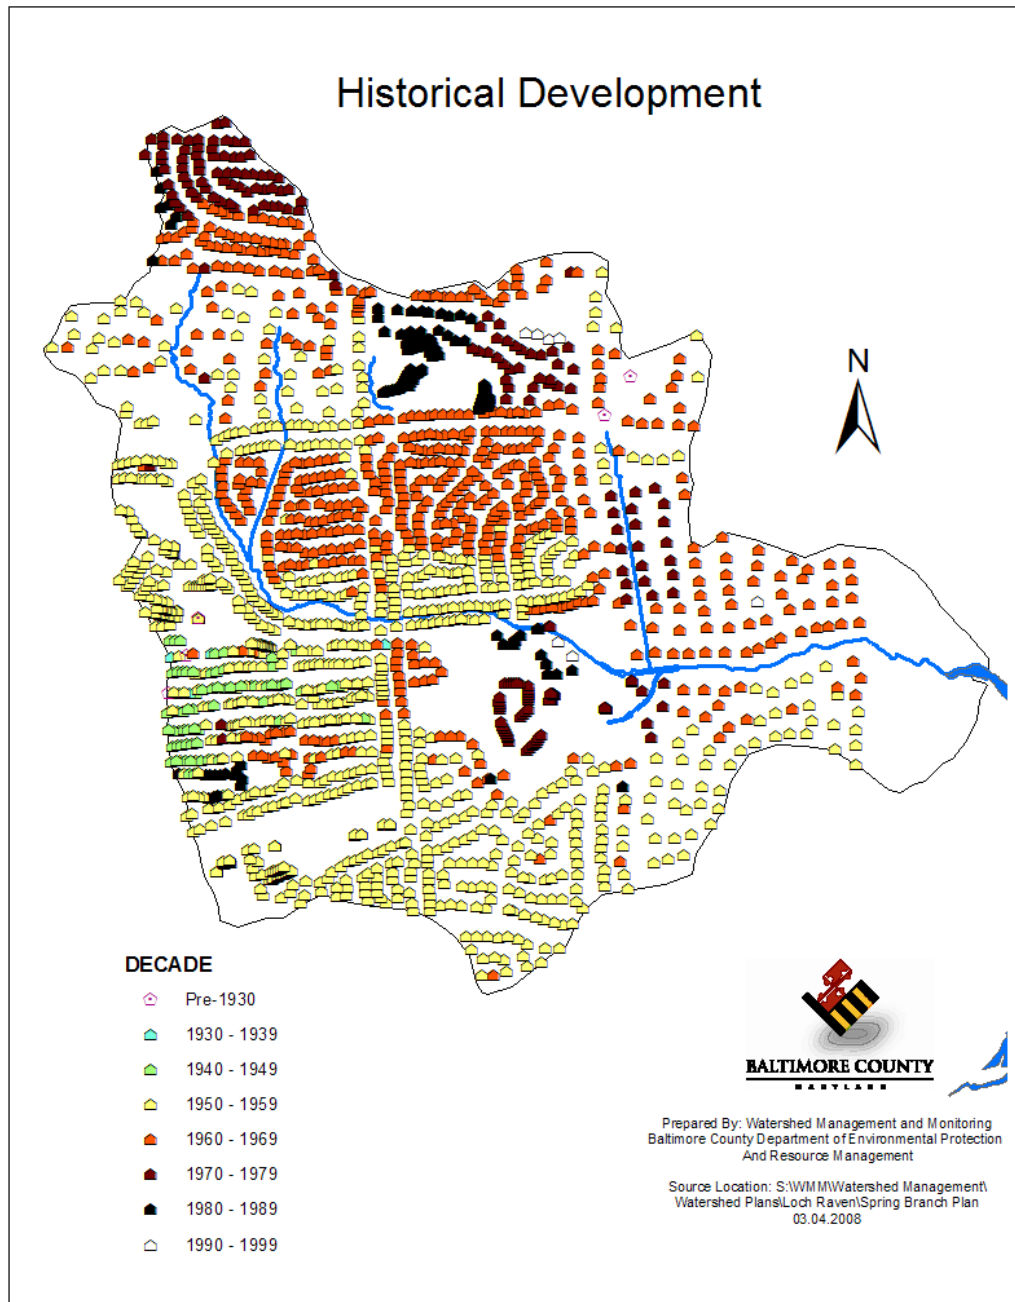 Historical Development
N
DECADE
Pre-1930
1930 - 1939
1940 - 1949
1950 - 1959
1960 - 1969
1970 - 1979
1980 - 1989
1990 - 1999
BALTIMORE COUNTY
MARYLAND
Prepared By: Watershed Management and Monitoring
Baltimore County Department of Environmental Protection
And Resource Management
Source Location: S:\WMM\Watershed Management\
Watershed Plans\Loch Raven\Spring Branch Plan
03.04.2008